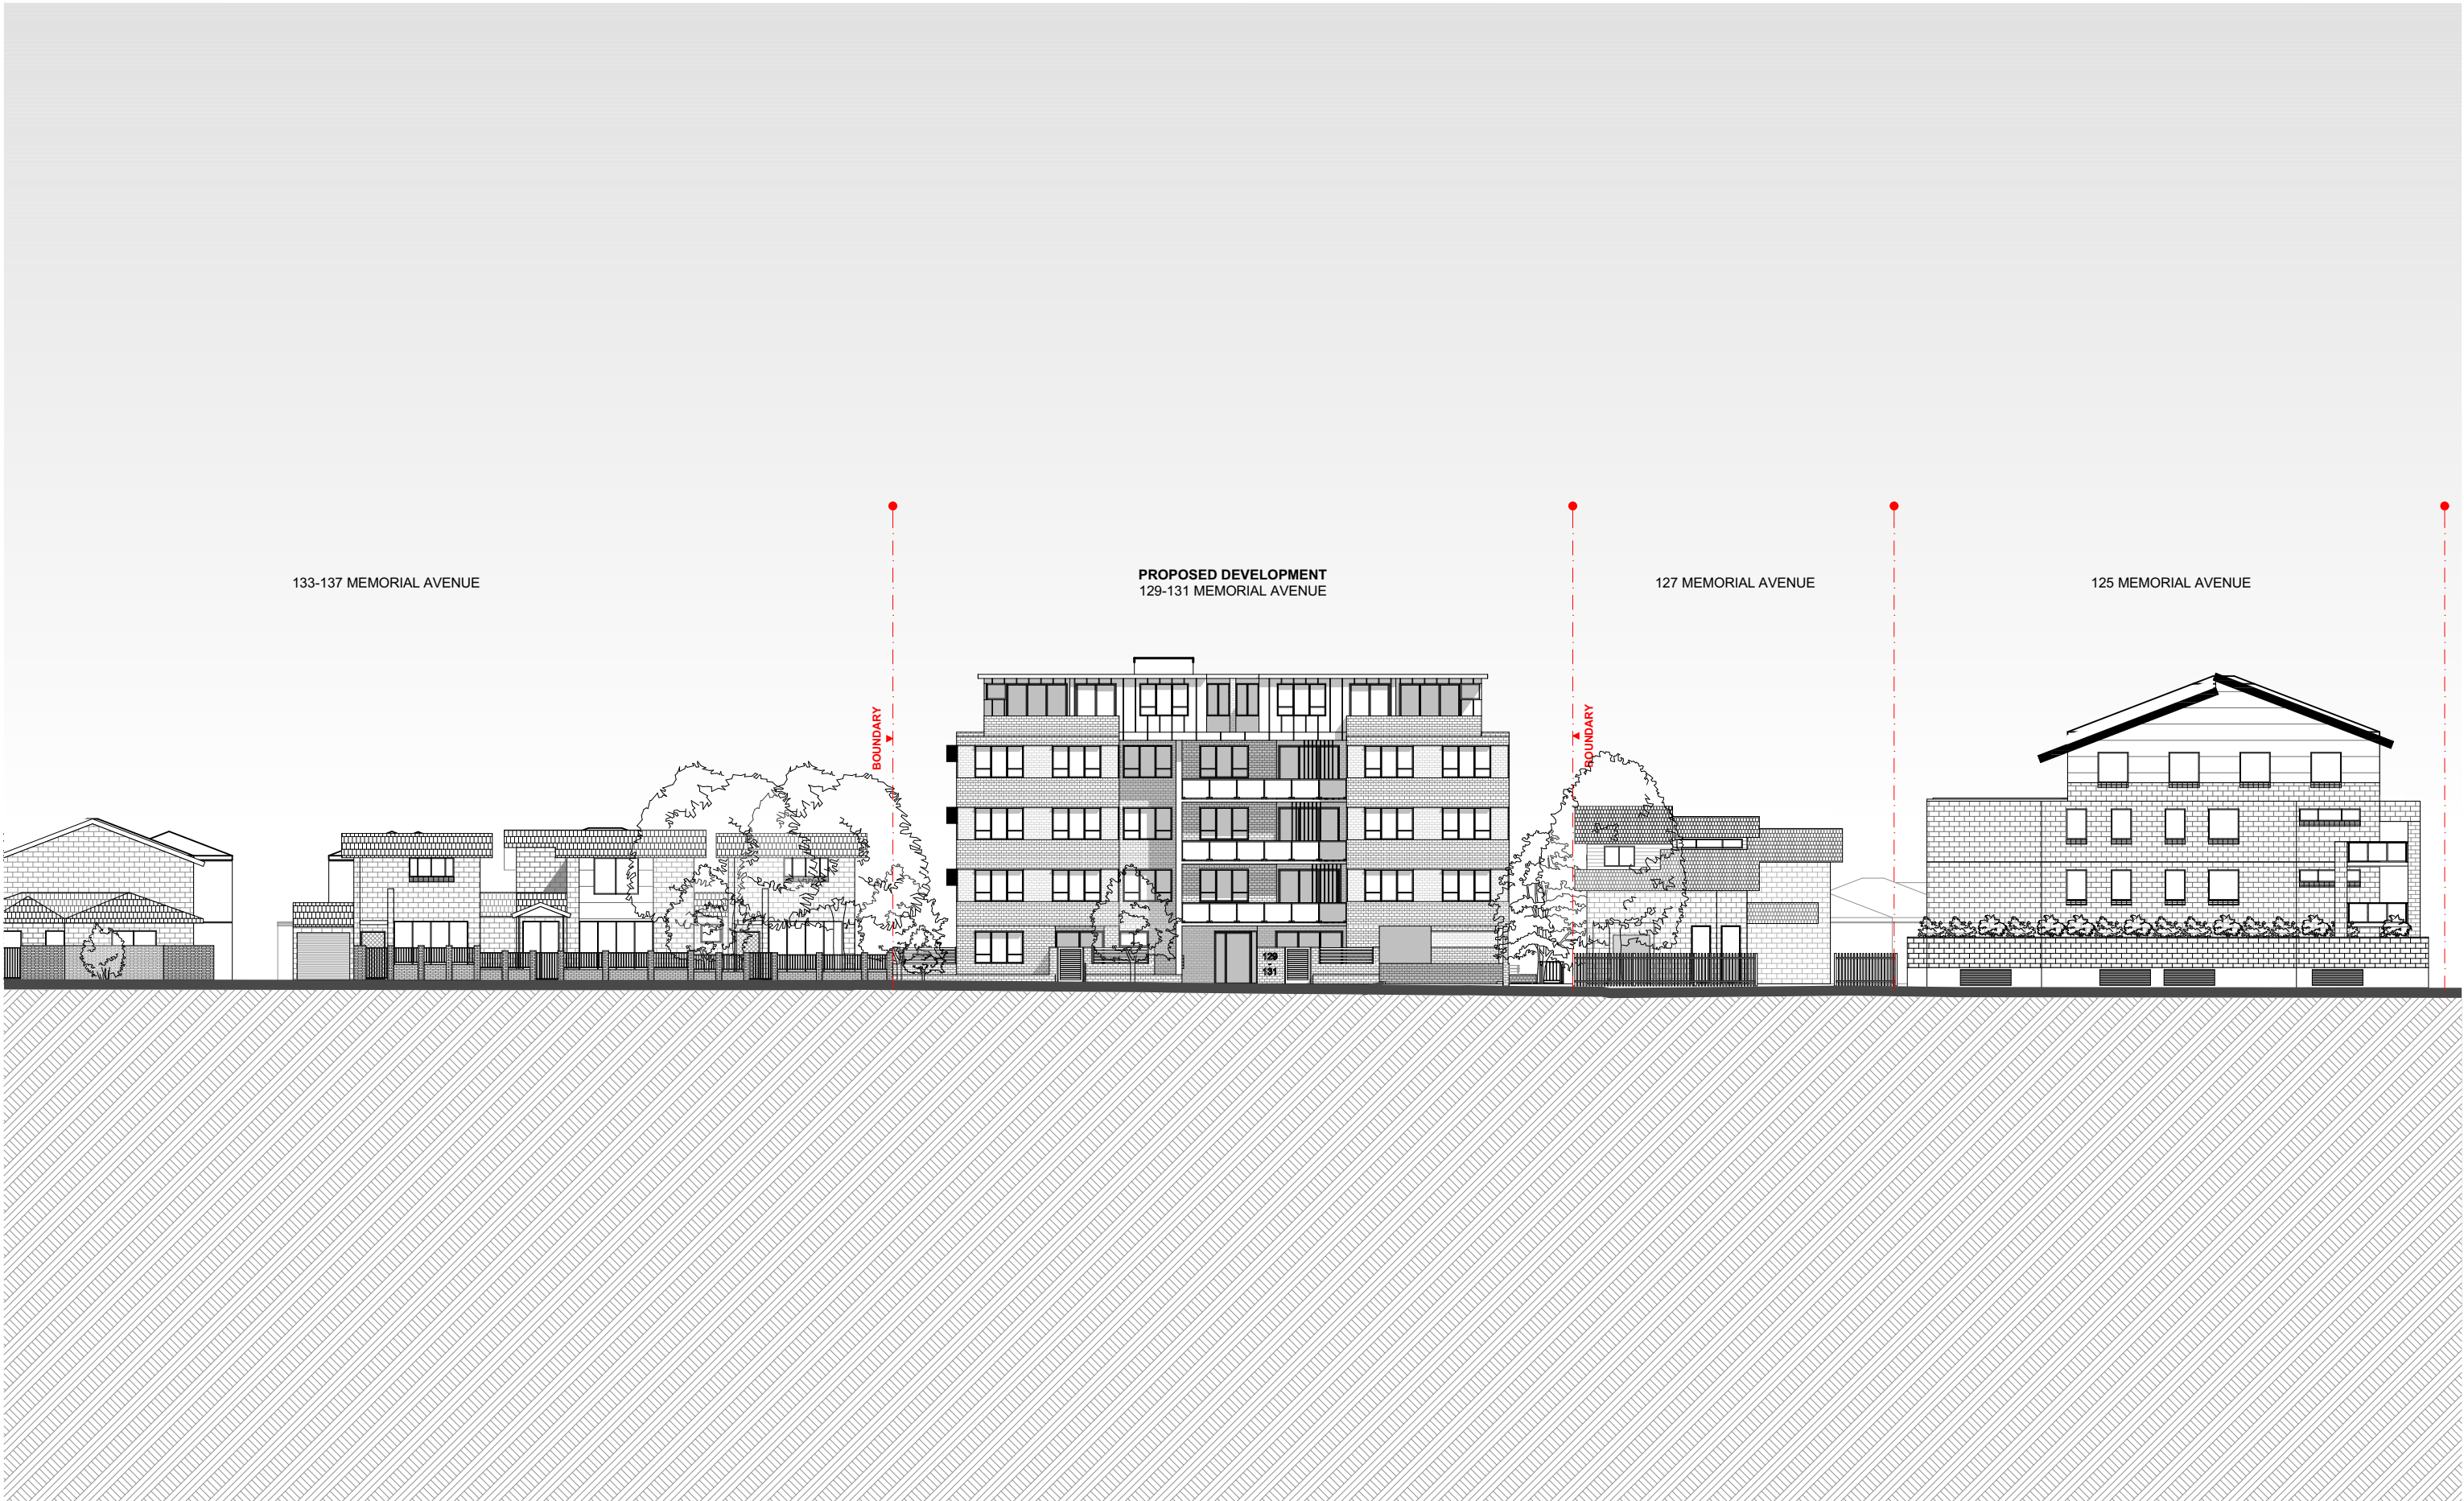 133-137 MEMORIAL AVENUE
PROPOSED DEVELOPMENT
129-131 MEMORIAL AVENUE
127 MEMORIAL AVENUE
125 MEMORIAL AVENUE
BOUNDARY
BOUNDARY
129
-
131